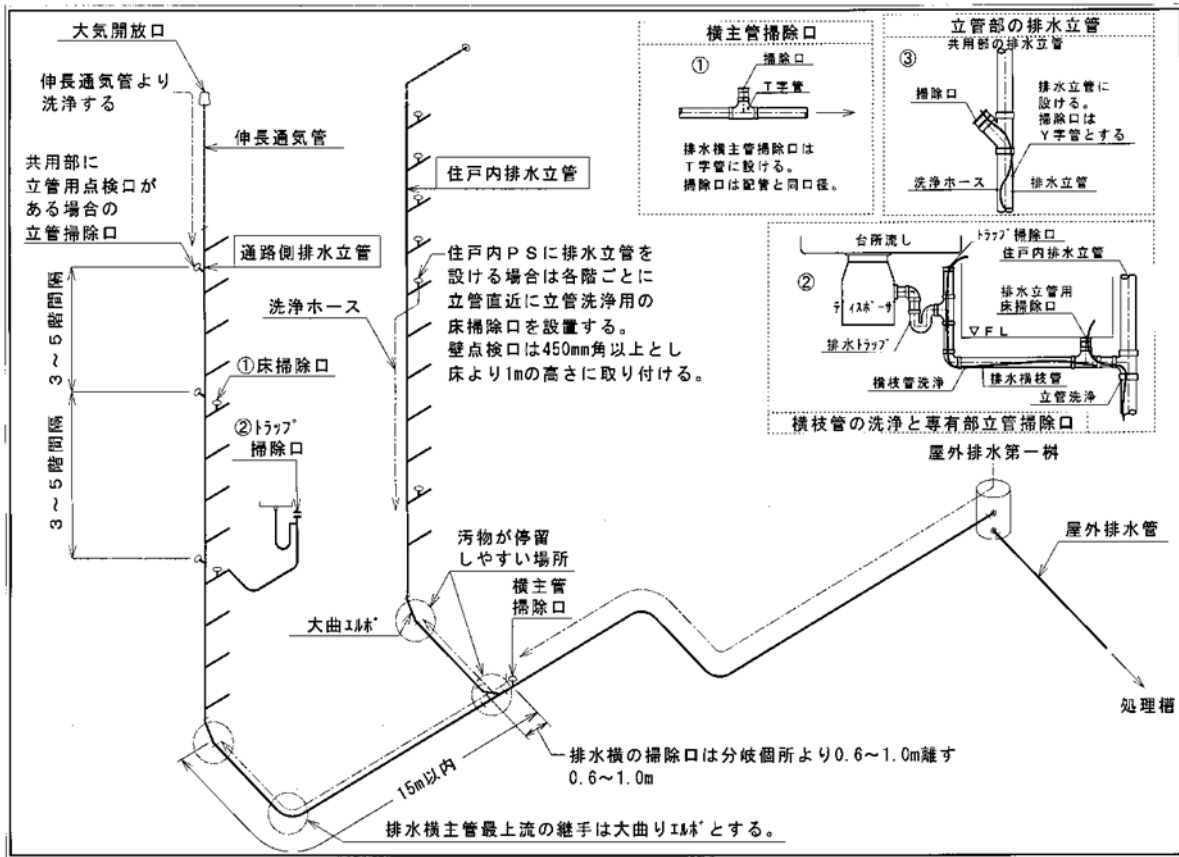 大気開放口
伸長通気管より
洗浄する
伸長通気管
共用部に
立管用点検口が
ある場合の
立管掃除口
通路側排水立管
3～5階間隔
3～5階間隔
①床掃除口
②トラップ
掃除口
住戸内排水立管
洗浄ホース
住戸内PSに排水立管を
設ける場合は各階ごとに
立管直近に立管洗浄用の
床掃除口を設置する。
壁点検口は450mm角以上とし
床より1mの高さに取り付ける。
汚物が停留
しやすい場所
横主管
掃除口
大曲エルボ
15m以内
排水横の掃除口は分岐個所より0.6～1.0m離す
0.6～1.0m
排水横主管最上流の継手は大曲りエルボとする。
屋外排水第一桝
屋外排水管
処理槽
横主管掃除口
①
掃除口
T字管
排水横主管掃除口は
T字管に設ける。
掃除口は配管と同口径。
立管部の排水立管
共用部の排水立管
③
掃除口
排水立管に
設ける。
掃除口は
Y字管とする
洗浄ホース
排水立管
台所流し
トラップ掃除口
住戸内排水立管
②
ディスポーザ
排水立管用
床掃除口
▽FL
排水トラップ
横枝管洗浄
排水横枝管
立管洗浄
横枝管の洗浄と専有部立管掃除口